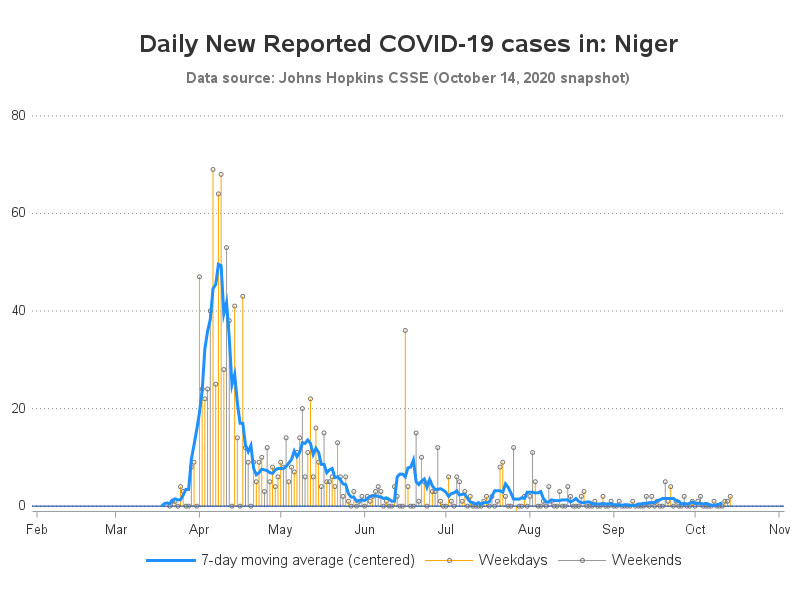 Daily New Reported COVID-19 cases in: Niger
Data source: Johns Hopkins CSSE (October 14, 2020 snapshot)
80
60
40
20
0
Feb Mar Apr May Jun Jul Aug Sep Oct Nov
7-day moving average (centered) Weekdays Weekends